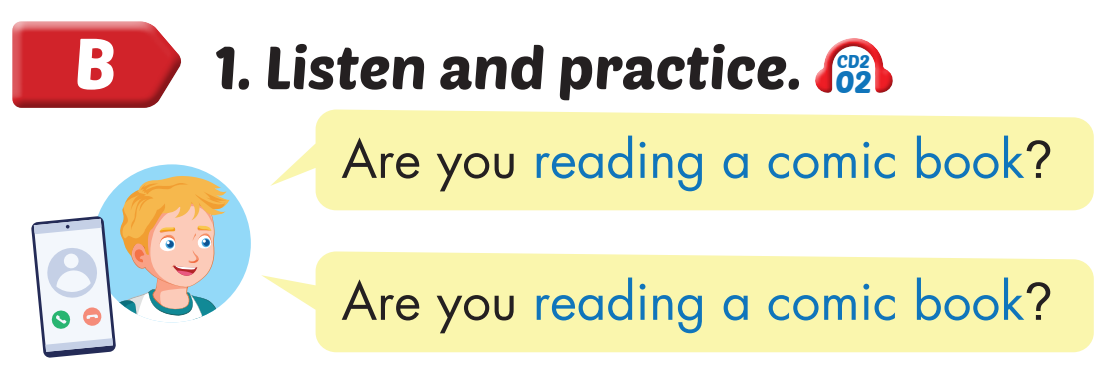 B 1. Listen and practice. CD2 02
Are you reading a comic book?
Are you reading a comic book?